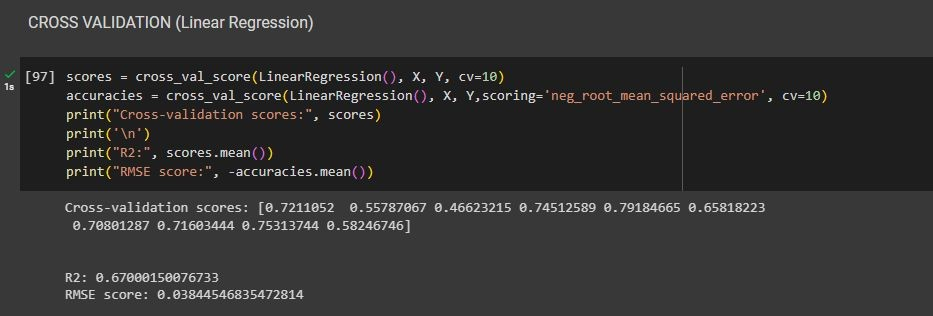 CROSS VALIDATION (Linear Regression)
[97] scores = cross_val_score(LinearRegression(), X, Y, cv=10)
1s
accuracies = cross_val_score(LinearRegression(), X, Y,scoring='neg_root_mean_squared_error', cv=10)
print("Cross-validation scores:", scores)
print('\n')
print("R2:", scores.mean())
print("RMSE score:", -accuracies.mean())
Cross-validation scores: [0.7211052  0.55787067 0.46623215 0.74512589 0.79184665 0.65818223
 0.70801287 0.71603444 0.75313744 0.58246746]
R2: 0.67000150076733
RMSE score: 0.03844546835472814